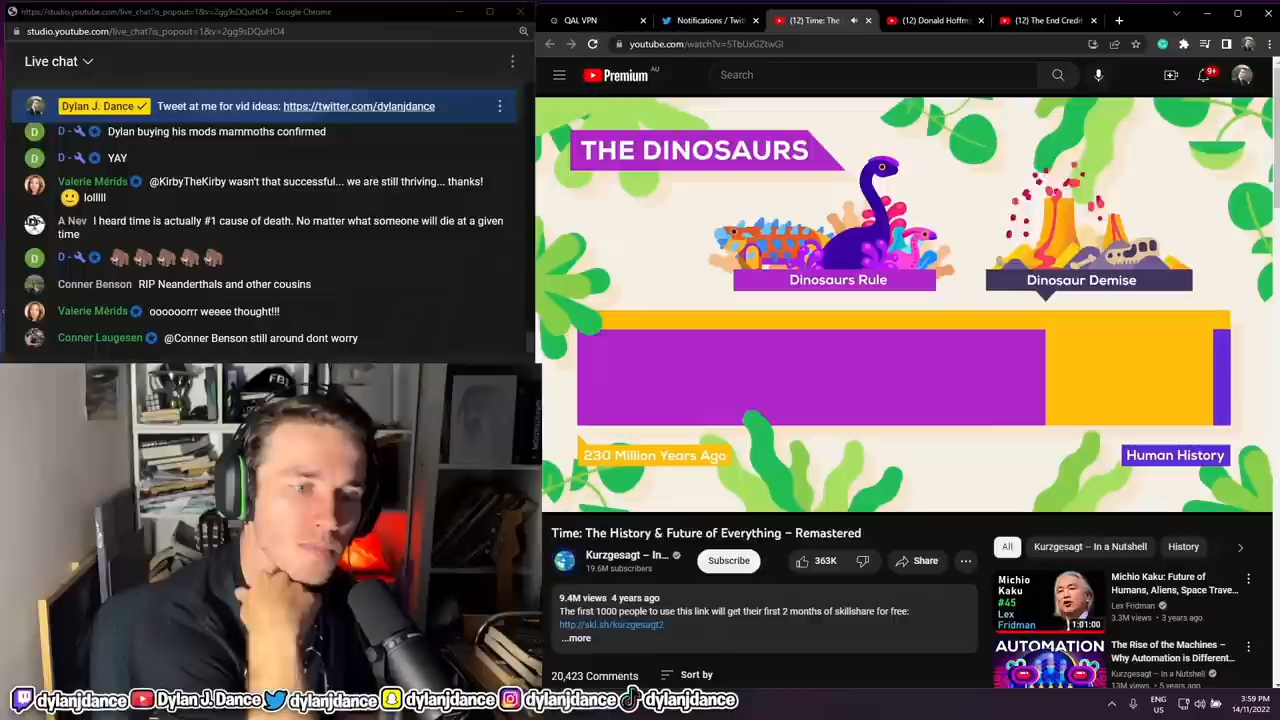 https://studio.youtube.com/live_chat?is_popout=1&v=2gg9sDQuHO4 - Google Chrome
studio.youtube.com/live_chat?is_popout=1&v=2gg9sDQuHO4
Live chat
Dylan J. Dance Tweet at me for vid ideas: https://twitter.com/dylanjdance
D - Dylan buying his mods mammoths confirmed
D - YAY
Valerie Mérids @KirbyTheKirby wasn't that successful... we are still thriving... thanks!
lolllll
A Nev I heard time is actually #1 cause of death. No matter what someone will die at a given
time
D -
Conner Benson RIP Neanderthals and other cousins
Valerie Mérids oooooorrr weeee thought!!!
Conner Laugesen @Conner Benson still around dont worry
QAL VPN
Notifications / Twit
(12) Time: The
(12) Donald Hoffm
(12) The End Credit
youtube.com/watch?v=5TbUxGZtwGI
Premium AU
Search
9+
THE DINOSAURS
Dinosaurs Rule
Dinosaur Demise
230 Million Years Ago
Human History
Time: The History & Future of Everything – Remastered
Kurzgesagt – In...
19.6M subscribers
Subscribe
363K
Share
9.4M views 4 years ago
The first 1000 people to use this link will get their first 2 months of skillshare for free:
http://skl.sh/kurzgesagt2
...more
20,423 Comments
Sort by
All
Kurzgesagt – In a Nutshell
History
Michio
Kaku
#45
Lex
Fridman
1:01:00
Michio Kaku: Future of
Humans, Aliens, Space Trave...
Lex Fridman
3.3M views • 3 years ago
AUTOMATION
The Rise of the Machines –
Why Automation is Different...
Kurzgesagt – In a Nutshell
13M views • 5 years ago
dylanjdance
Dylan J. Dance
dylanjdance
dylanjdance
dylanjdance
dylanjdance
ENG
US
3:59 PM
14/11/2022